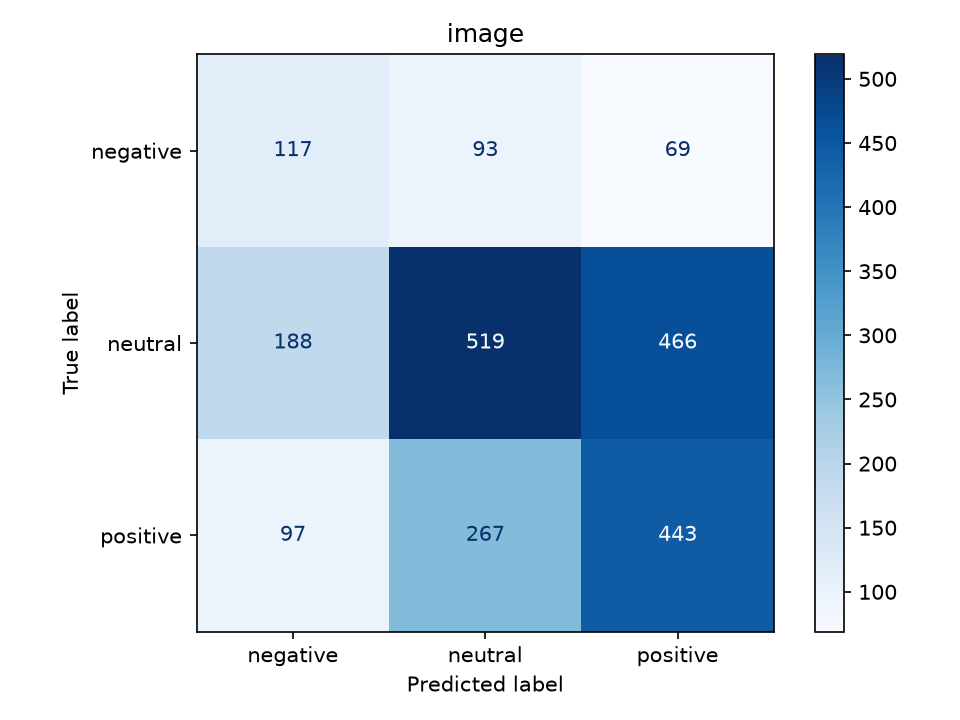 image
negative 117 93 69
neutral 188 519 466
positive 97 267 443
negative neutral positive
Predicted label
True label
500
450
400
350
300
250
200
150
100